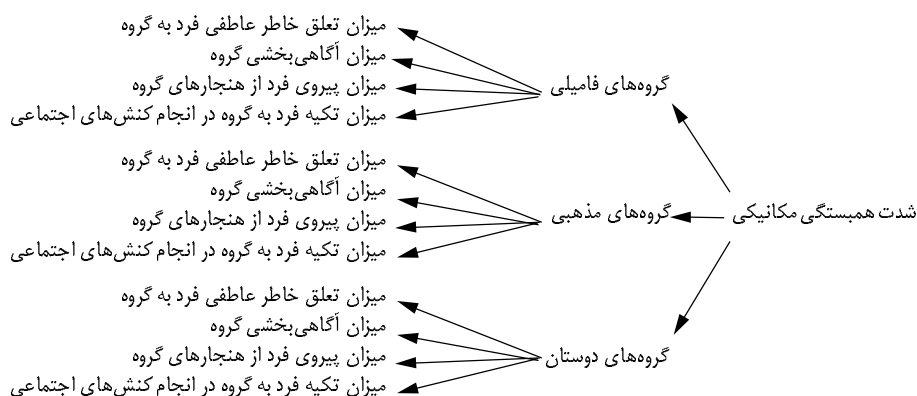 میزان تعلق خاطر عاطفی فرد به گروه
میزان آگاهی‌بخشی گروه
گروه‌های فامیلی
میزان پیروی فرد از هنجارهای گروه
میزان تکیه فرد به گروه در انجام کنش‌های اجتماعی
میزان تعلق خاطر عاطفی فرد به گروه
میزان آگاهی‌بخشی گروه
شدت همبستگی مکانیکی
گروه‌های مذهبی
میزان پیروی فرد از هنجارهای گروه
میزان تکیه فرد به گروه در انجام کنش‌های اجتماعی
میزان تعلق خاطر عاطفی فرد به گروه
میزان آگاهی‌بخشی گروه
گروه‌های دوستان
میزان پیروی فرد از هنجارهای گروه
میزان تکیه فرد به گروه در انجام کنش‌های اجتماعی